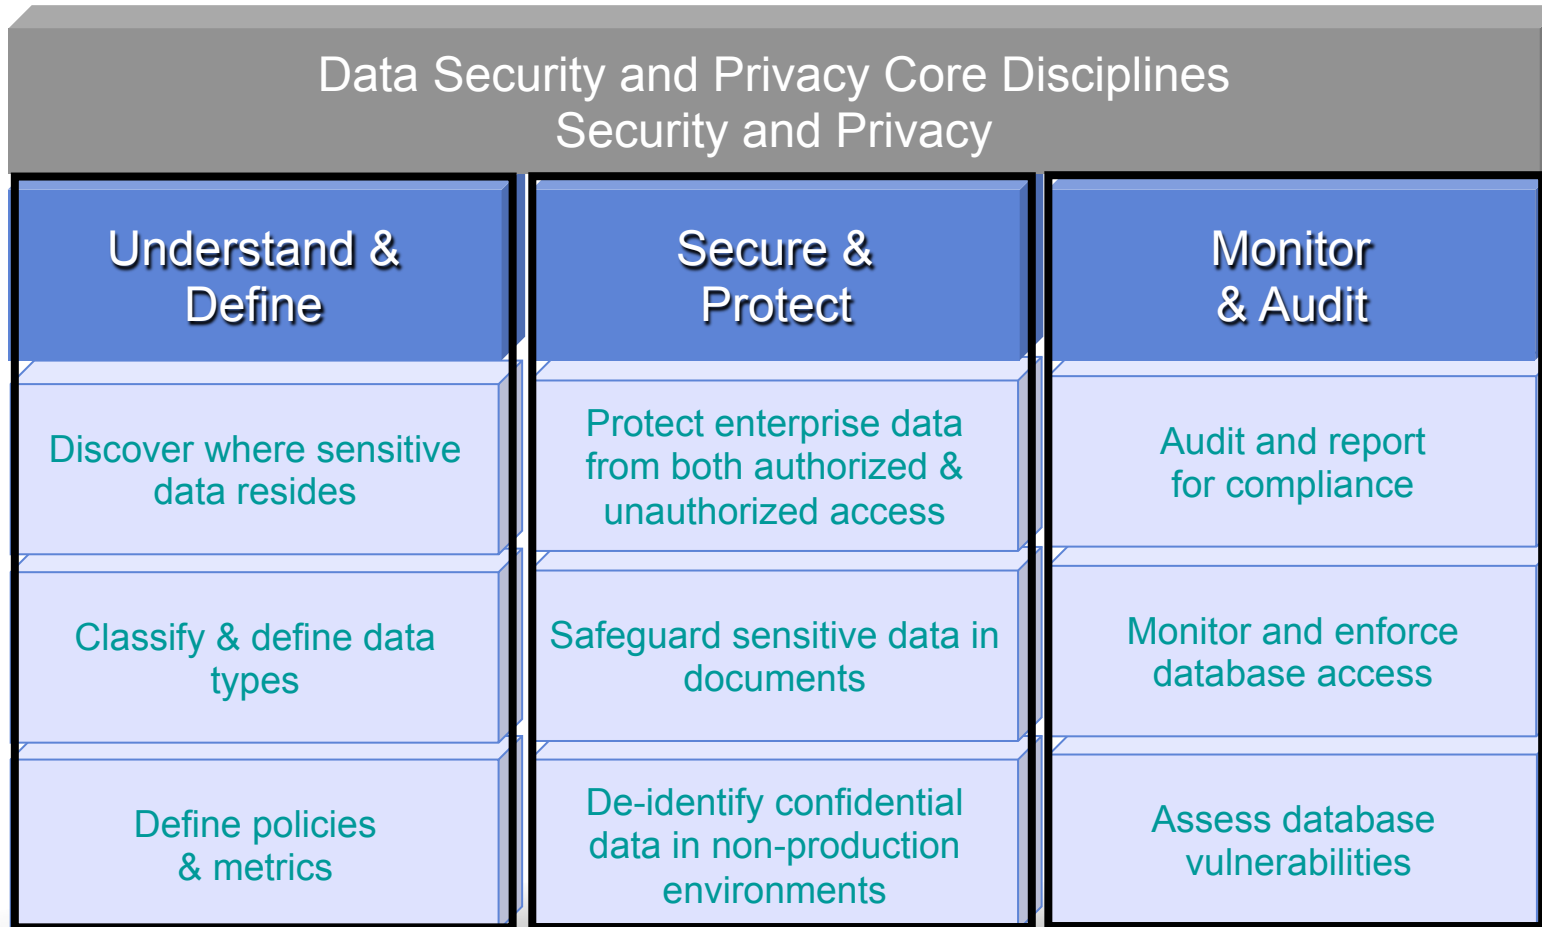 Data Security and Privacy Core Disciplines
Security and Privacy
Understand &
Define
Discover where sensitive
data resides
Classify & define data
types
Define policies
& metrics
Secure &
Protect
Protect enterprise data
from both authorized &
unauthorized access
Safeguard sensitive data in
documents
De-identify confidential
data in non-production
environments
Monitor
& Audit
Audit and report
for compliance
Monitor and enforce
database access
Assess database
vulnerabilities